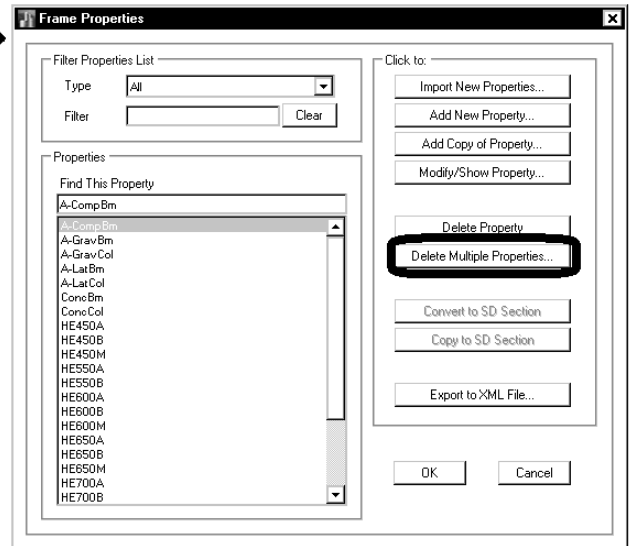 Frame Properties
Filter Properties List
Type
All
Filter
Clear
Properties
Find This Property
A-CompBm
A-CompBm
A-GravBm
A-GravCol
A-LatBm
A-LatCol
ConcBm
ConcCol
HE450A
HE450B
HE450M
HE550A
HE550B
HE600A
HE600B
HE600M
HE650A
HE650B
HE650M
HE700A
HE700B
Click to:
Import New Properties...
Add New Property...
Add Copy of Property...
Modify/Show Property...
Delete Property
Delete Multiple Properties...
Convert to SD Section
Copy to SD Section
Export to XML File...
OK
Cancel